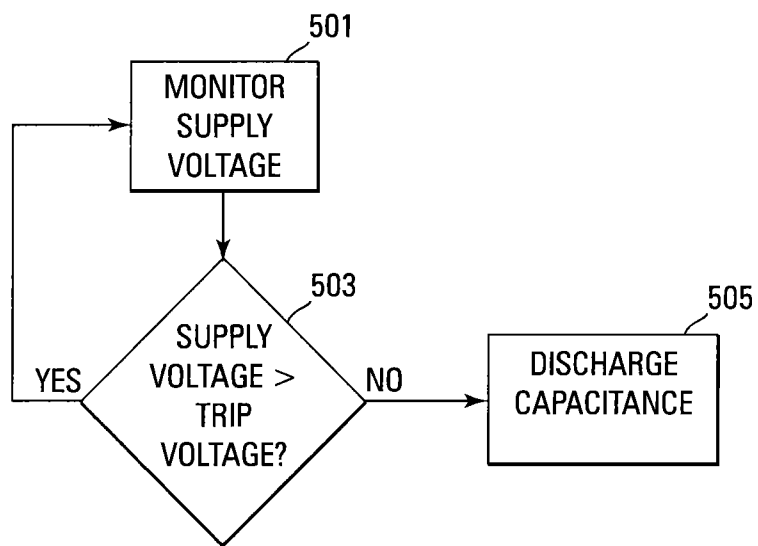 501
MONITOR
SUPPLY
VOLTAGE
503
SUPPLY
VOLTAGE >
TRIP
VOLTAGE?
YES
NO
505
DISCHARGE
CAPACITANCE